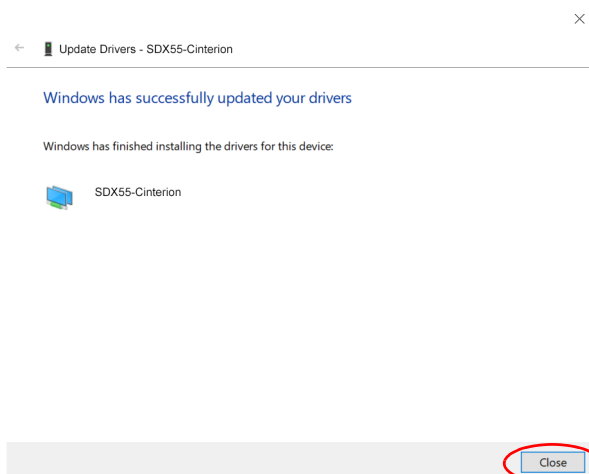 Update Drivers - SDX55-Cinterion
Windows has successfully updated your drivers
Windows has finished installing the drivers for this device:
SDX55-Cinterion
Close